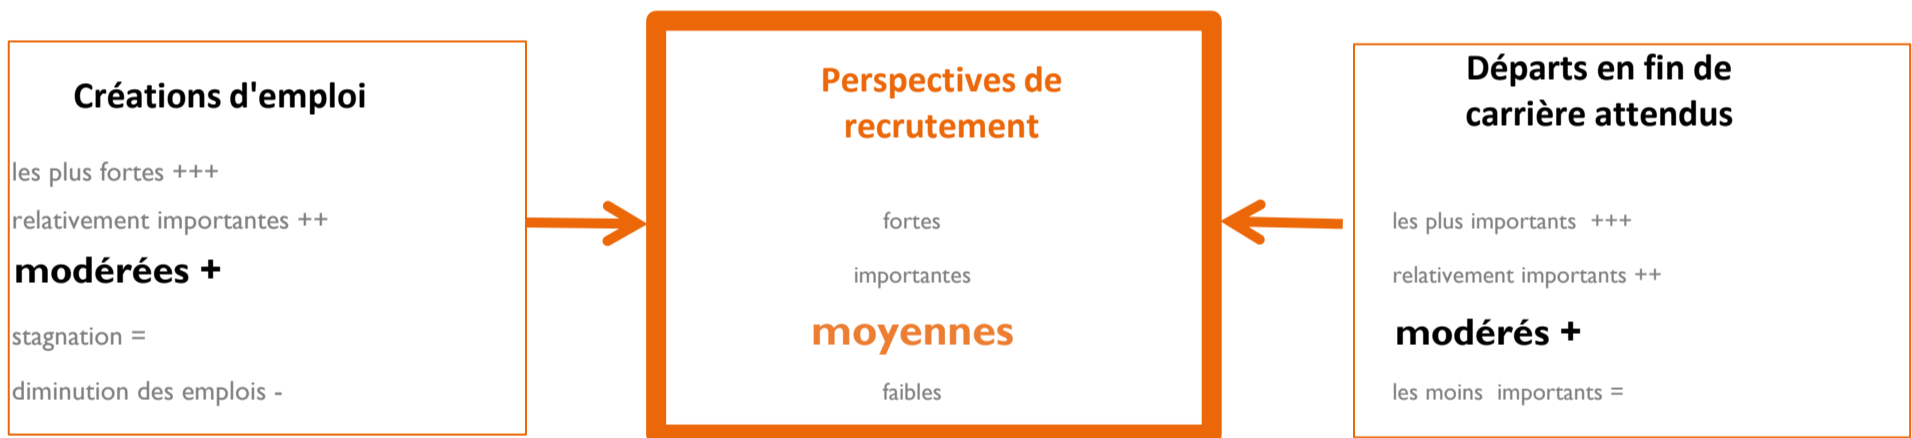 Créations d'emploi
les plus fortes +++
relativement importantes ++
modérées +
stagnation =
diminution des emplois -
Perspectives de
recrutement
fortes
importantes
moyennes
faibles
Départs en fin de
carrière attendus
les plus importants +++
relativement importants ++
modérés +
les moins importants =